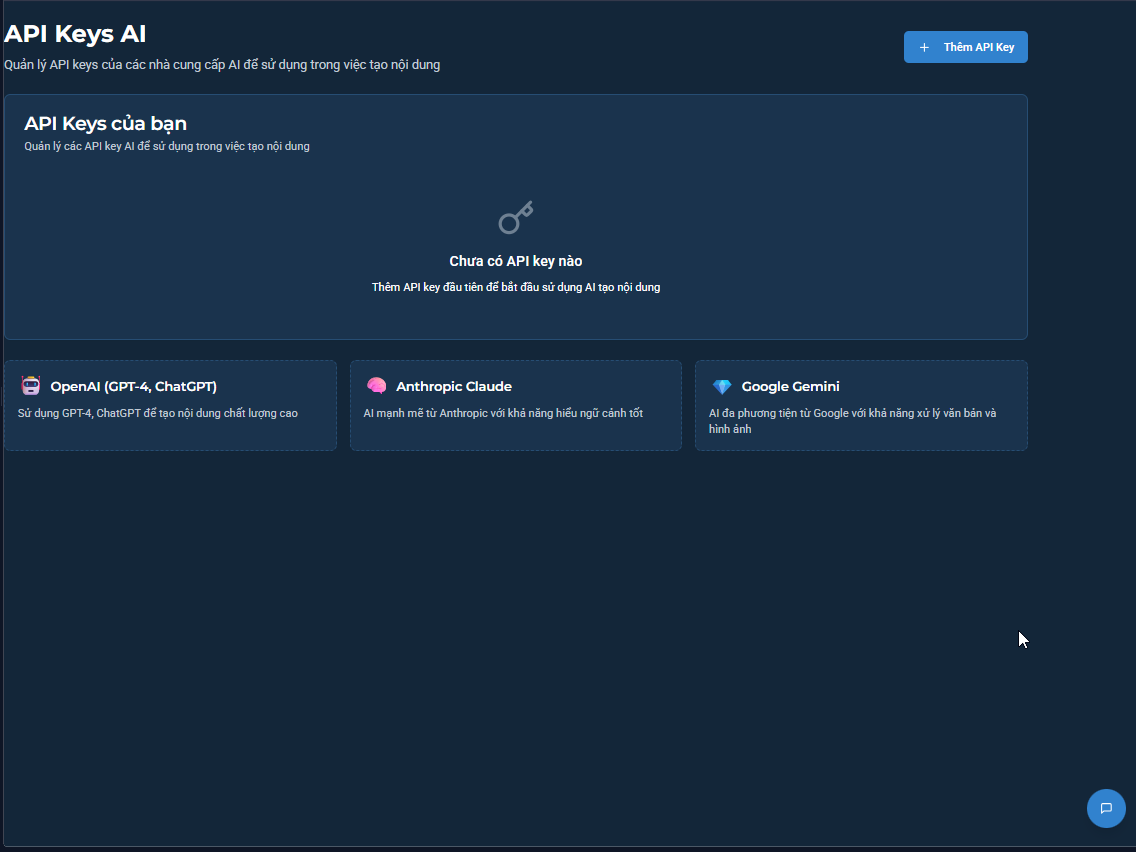 API Keys AI
Quản lý API keys của các nhà cung cấp AI để sử dụng trong việc tạo nội dung
Thêm API Key
API Keys của bạn
Quản lý các API key AI để sử dụng trong việc tạo nội dung
Chưa có API key nào
Thêm API key đầu tiên để bắt đầu sử dụng AI tạo nội dung
OpenAI (GPT-4, ChatGPT)
Sử dụng GPT-4, ChatGPT để tạo nội dung chất lượng cao
Anthropic Claude
AI mạnh mẽ từ Anthropic với khả năng hiểu ngữ cảnh tốt
Google Gemini
AI đa phương tiện từ Google với khả năng xử lý văn bản và
hình ảnh